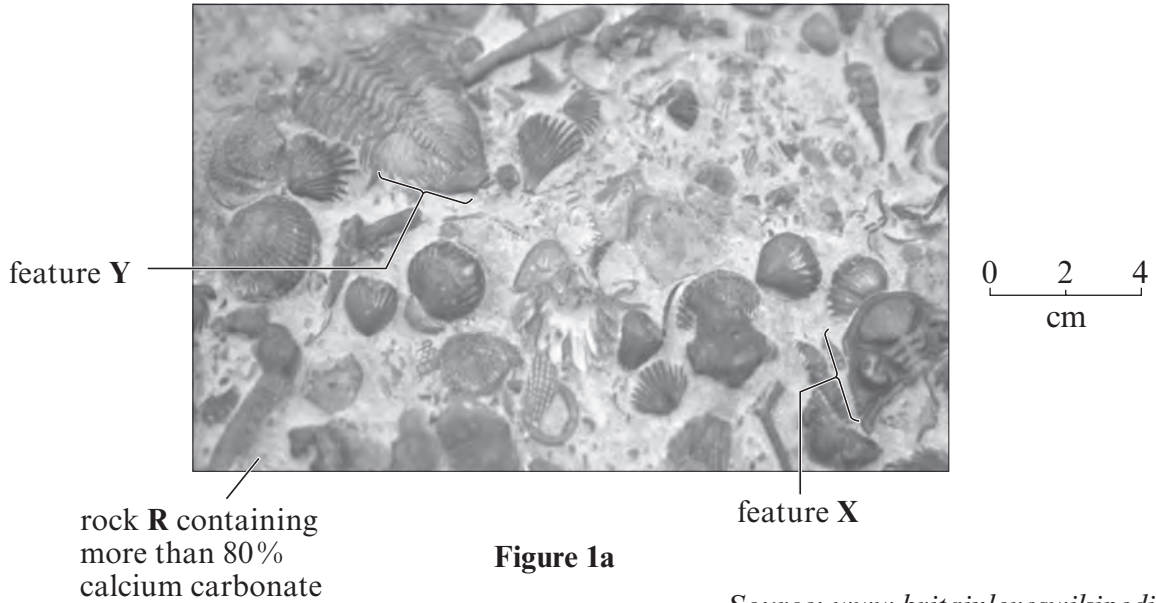 feature Y
0 2 4
cm
feature X
rock R containing
more than 80%
calcium carbonate
Figure 1a